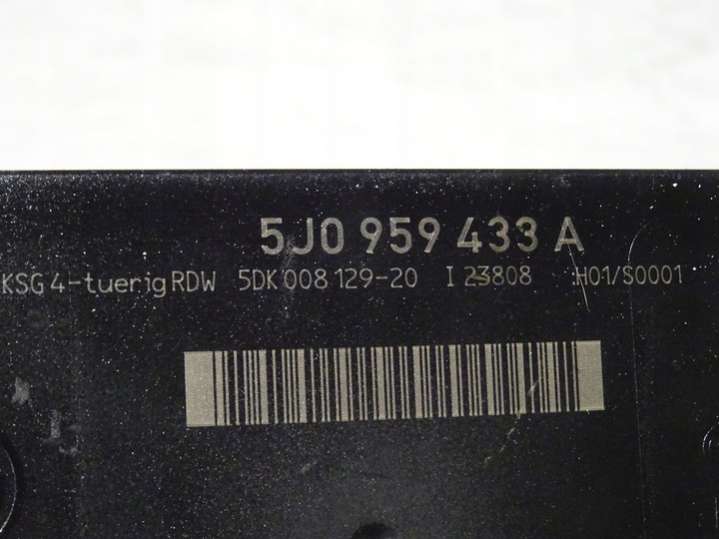 5J0 959 433 A
KSG 4-tuerig RDW 5DK 008 129-20 I 23808 H01/S0001